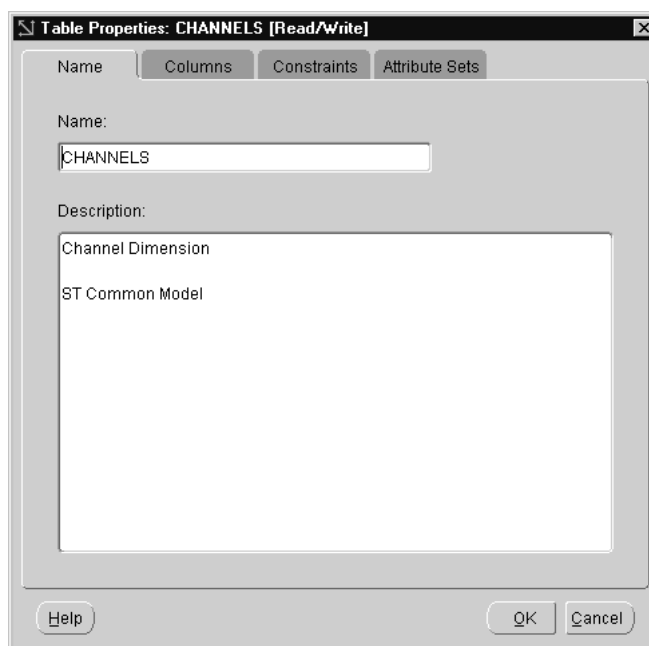 Table Properties: CHANNELS [Read/Write]
Name Columns Constraints Attribute Sets
Name:
CHANNELS
Description:
Channel Dimension
ST Common Model
Help OK Cancel